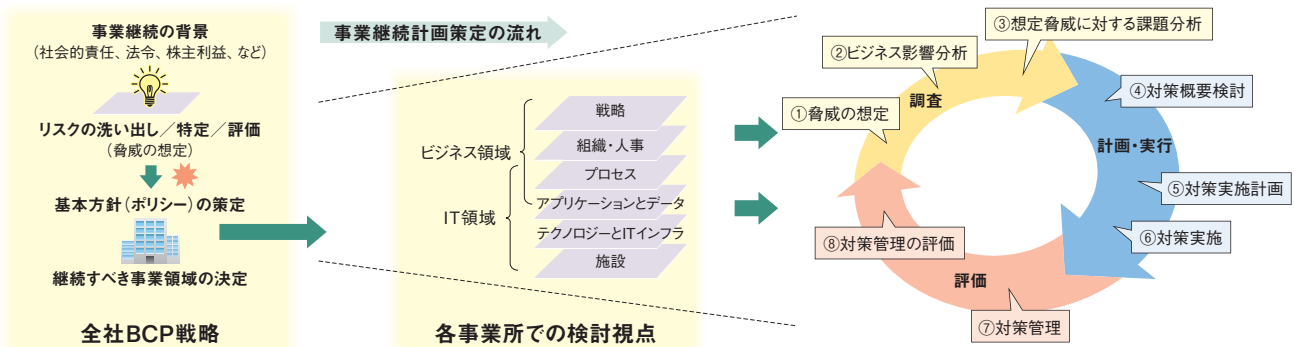 事業継続の背景
(社会的責任、法令、株主利益、など)
リスクの洗い出し／特定／評価
(脅威の想定)
基本方針(ポリシー)の策定
継続すべき事業領域の決定
全社BCP戦略
事業継続計画策定の流れ
ビジネス領域
IT領域
戦略
組織・人事
プロセス
アプリケーションとデータ
テクノロジーとITインフラ
施設
各事業所での検討視点
調査
①脅威の想定
②ビジネス影響分析
③想定脅威に対する課題分析
計画・実行
④対策概要検討
⑤対策実施計画
⑥対策実施
評価
⑦対策管理
⑧対策管理の評価